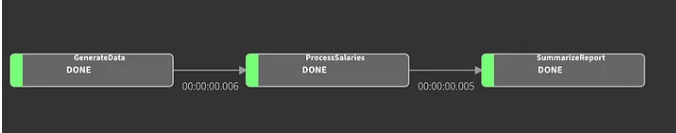 GenerateData
DONE
00:00:00.006
ProcessSalaries
DONE
00:00:00.005
SummarizeReport
DONE